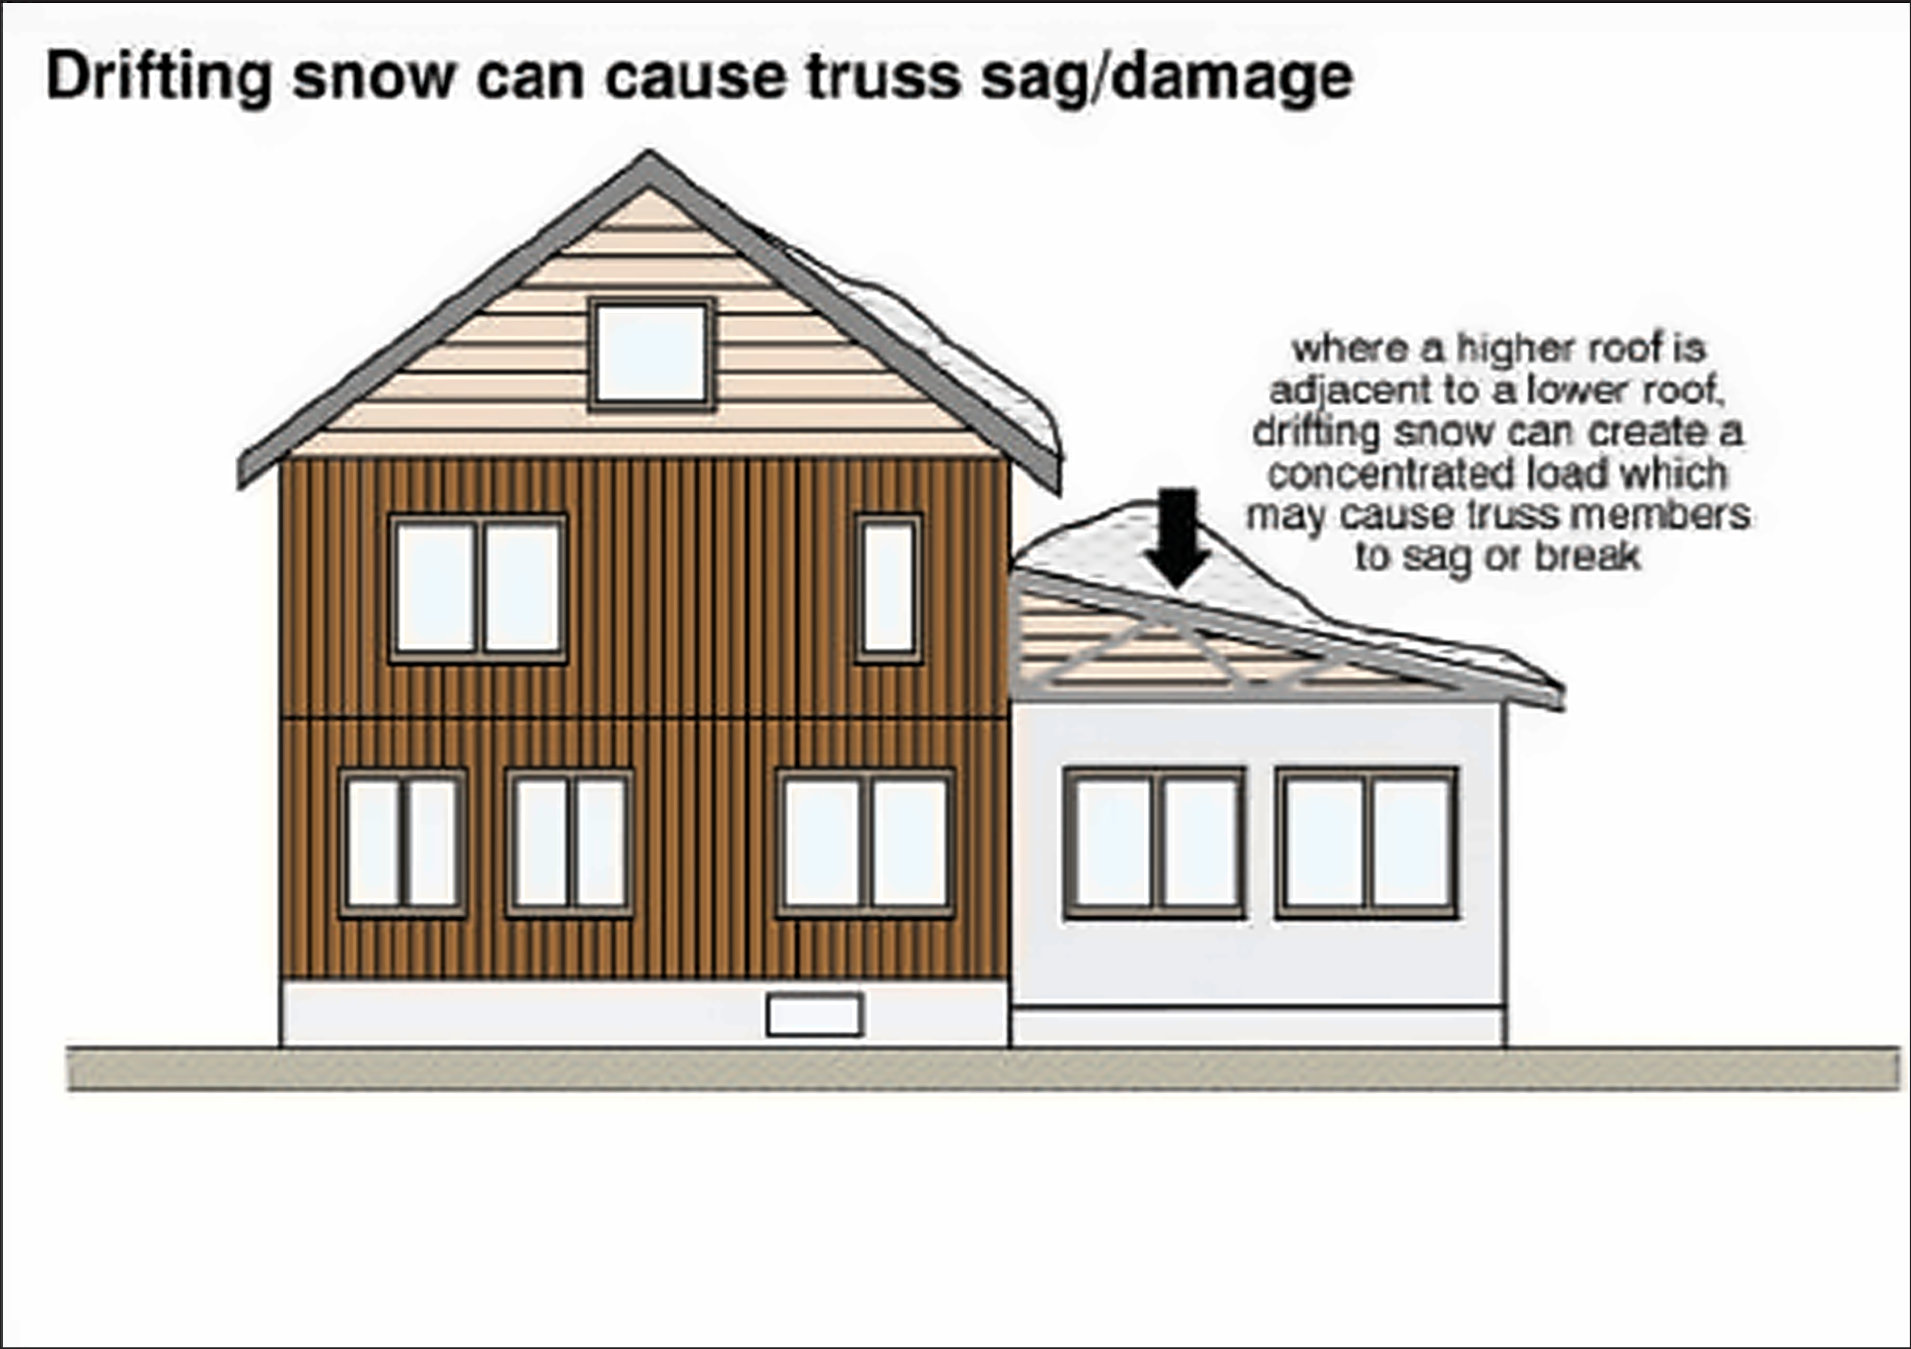 Drifting snow can cause truss sag/damage
where a higher roof is
adjacent to a lower roof,
drifting snow can create a
concentrated load which
may cause truss members
to sag or break